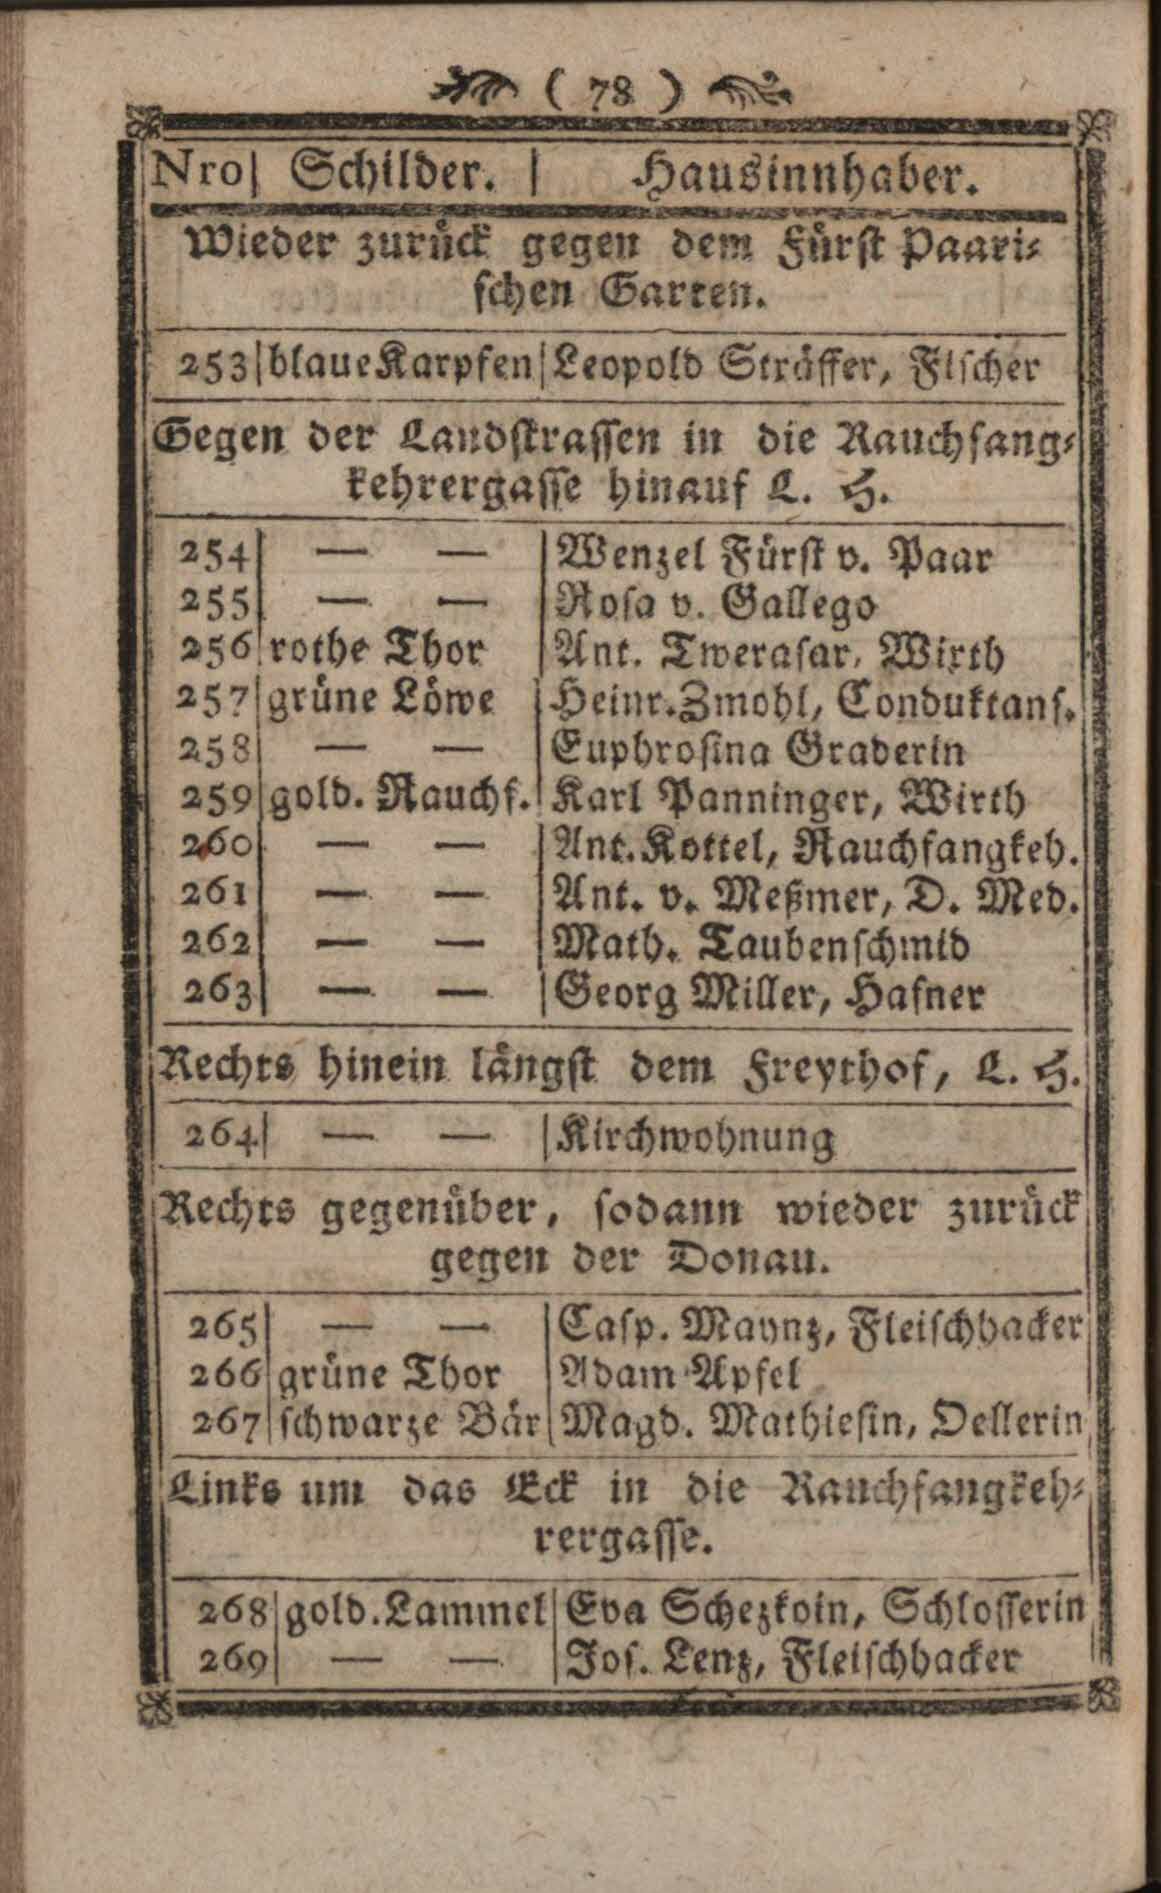 ( 78 )
Nro | Schilder. | Hausinnhaber.
Wieder zurück gegen dem Fürst Paari-
schen Garten.
253 | blaue Karpfen | Leopold Sträffer, Fischer
Gegen der Landstrassen in die Rauchfang-
kehrergasse hinauf L. H.
254 | — — | Wenzel Fürst v. Paar
255 | — — | Rosa v. Gallego
256 | rothe Thor | Ant. Twerasar, Wirth
257 | grüne Löwe | Heinr. Zmohl, Conduktans.
258 | — — | Euphrosina Graderin
259 | gold. Rauchf. | Karl Panninger, Wirth
260 | — — | Ant. Kottel, Rauchfangkeh.
261 | — — | Ant. v. Meßmer, D. Med.
262 | — — | Math. Taubenschmid
263 | — — | Georg Miller, Hafner
Rechts hinein längst dem Freythof, L. H.
264 | — — | Kirchwohnung
Rechts gegenüber, sodann wieder zurück
gegen der Donau.
265 | — — | Casp. Maynz, Fleischhacker
266 | grüne Thor | Adam Apfel
267 | schwarze Bär | Magd. Mathiesin, Oellerin
Links um das Eck in die Rauchfangkeh-
rergasse.
268 | gold. Lammel | Eva Schezkoin, Schlosserin
269 | — — | Jos. Lenz, Fleischhacker